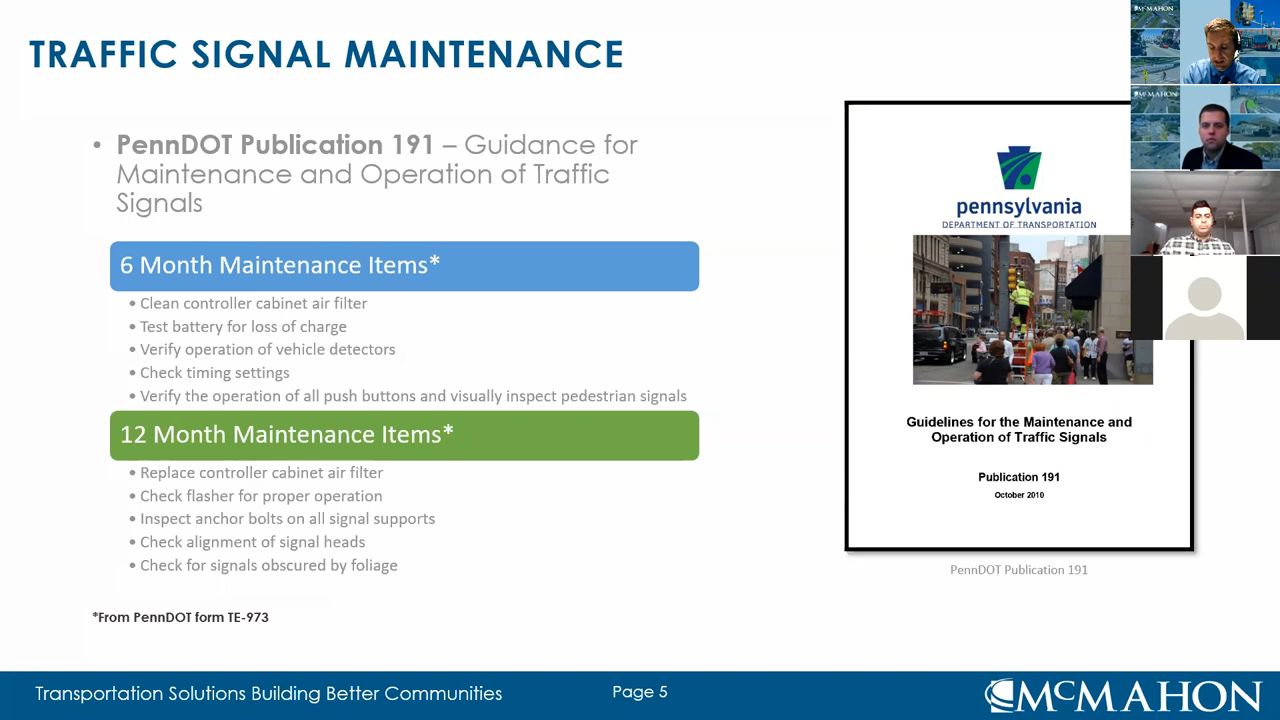 TRAFFIC SIGNAL MAINTENANCE
• PennDOT Publication 191 – Guidance for
Maintenance and Operation of Traffic
Signals
6 Month Maintenance Items*
• Clean controller cabinet air filter
• Test battery for loss of charge
• Verify operation of vehicle detectors
• Check timing settings
• Verify the operation of all push buttons and visually inspect pedestrian signals
12 Month Maintenance Items*
• Replace controller cabinet air filter
• Check flasher for proper operation
• Inspect anchor bolts on all signal supports
• Check alignment of signal heads
• Check for signals obscured by foliage
*From PennDOT form TE-973
pennsylvania
DEPARTMENT OF TRANSPORTATION
Guidelines for the Maintenance and
Operation of Traffic Signals
Publication 191
October 2010
PennDOT Publication 191
MCMAHON
MCMAHON
Transportation Solutions Building Better Communities
Page 5
MCMAHON